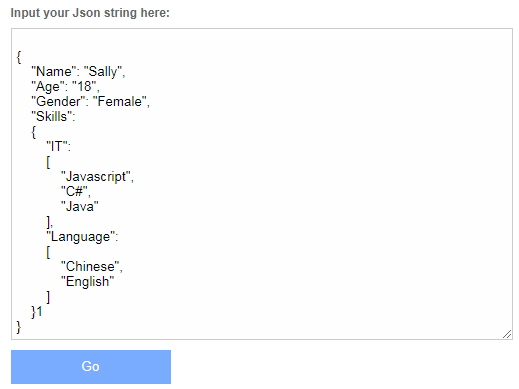 Input your Json string here:
{
"Name": "Sally",
"Age": "18",
"Gender": "Female",
"Skills":
{
"IT":
[
"Javascript",
"C#",
"Java"
],
"Language":
[
"Chinese",
"English"
]
}1
}
Go